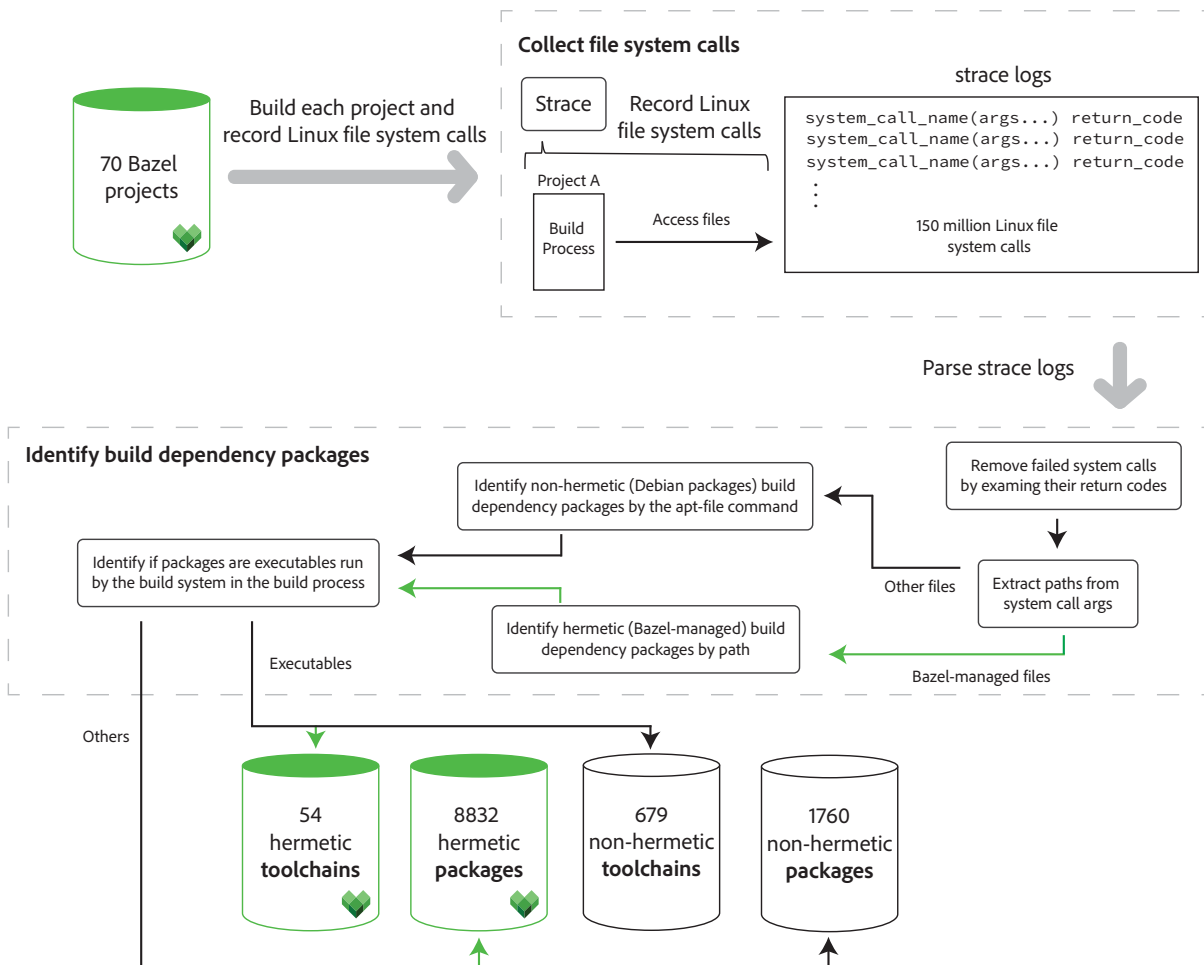 Collect file system calls
70 Bazel
projects
Build each project and
record Linux file system calls
Strace
Record Linux
file system calls
Project A
Build
Process
Access files
strace logs
system_call_name(args...) return_code
system_call_name(args...) return_code
system_call_name(args...) return_code
.
.
.
150 million Linux file
system calls
Parse strace logs
Identify build dependency packages
Remove failed system calls
by examing their return codes
Extract paths from
system call args
Other files
Bazel-managed files
Identify non-hermetic (Debian packages) build
dependency packages by the apt-file command
Identify hermetic (Bazel-managed) build
dependency packages by path
Identify if packages are executables run
by the build system in the build process
Executables
Others
54
hermetic
toolchains
8832
hermetic
packages
679
non-hermetic
toolchains
1760
non-hermetic
packages